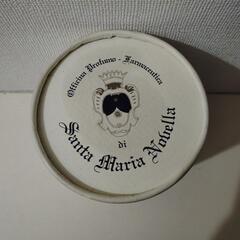 Officina Profumo - Farmaceutica
di
Santa Maria Novella